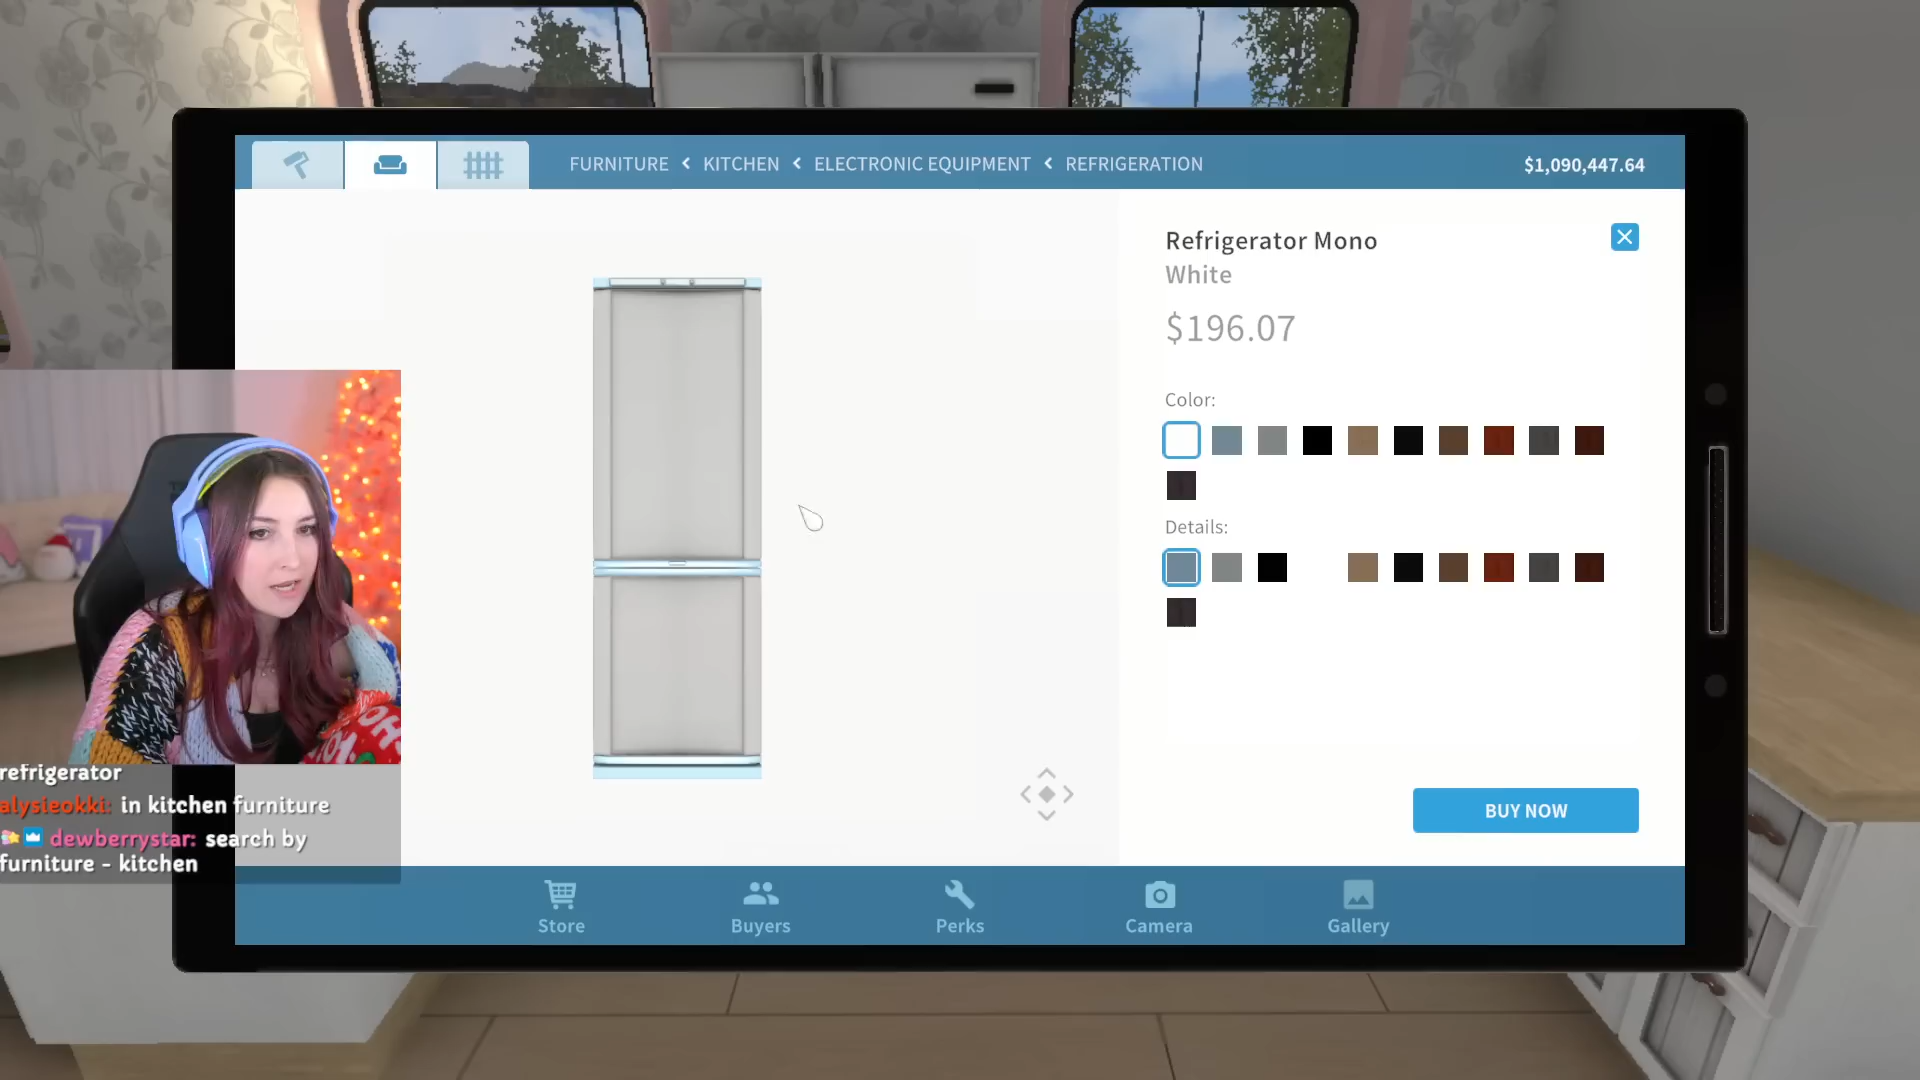 FURNITURE < KITCHEN < ELECTRONIC EQUIPMENT < REFRIGERATION
$1,090,447.64
Refrigerator Mono
White
$196.07
Color:
Details:
BUY NOW
refrigerator
alysieokki: in kitchen furniture
dewberrystar: search by
furniture - kitchen
Store
Buyers
Perks
Camera
Gallery